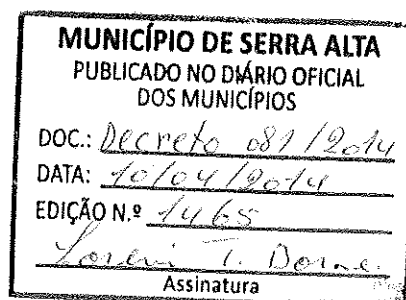 MUNICÍPIO DE SERRA ALTA
PUBLICADO NO DIÁRIO OFICIAL
DOS MUNICÍPIOS
DOC.: Decreto 081/2014
DATA: 10/04/2014
EDIÇÃO N.º 1465
Loreni T. Dorne.
Assinatura